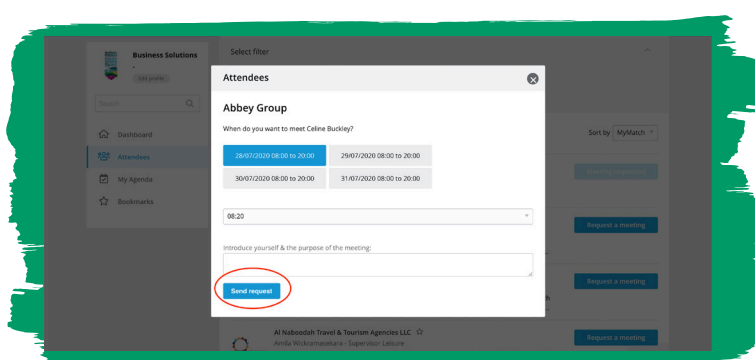 Business Solutions
-
Edit profile
Search
Dashboard
Attendees
My Agenda
Bookmarks
Select filter
Sort by MyMatch
Attendees
Abbey Group
When do you want to meet Celine Buckley?
28/07/2020 08:00 to 20:00
29/07/2020 08:00 to 20:00
30/07/2020 08:00 to 20:00
31/07/2020 08:00 to 20:00
08:20
Introduce yourself & the purpose of the meeting:
Send request
Meeting requested
Request a meeting
Request a meeting
Al Naboodah Travel & Tourism Agencies LLC
Amila Wickramasekara - Supervisor Leisure
Request a meeting